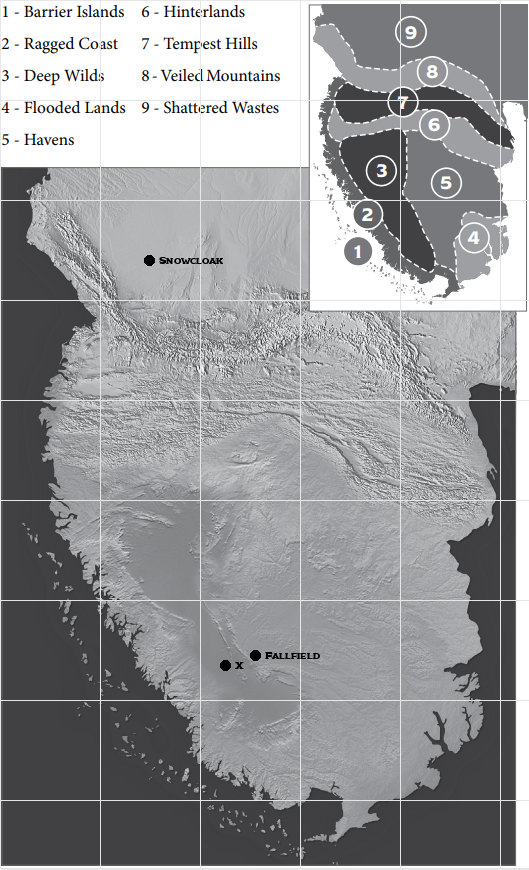 1 - Barrier Islands 6 - Hinterlands
2 - Ragged Coast 7 - Tempest Hills
3 - Deep Wilds 8 - Veiled Mountains
4 - Flooded Lands 9 - Shattered Wastes
5 - Havens
9
8
7
6
3
5
2
4
1
Snowcloak
Fallfield
X